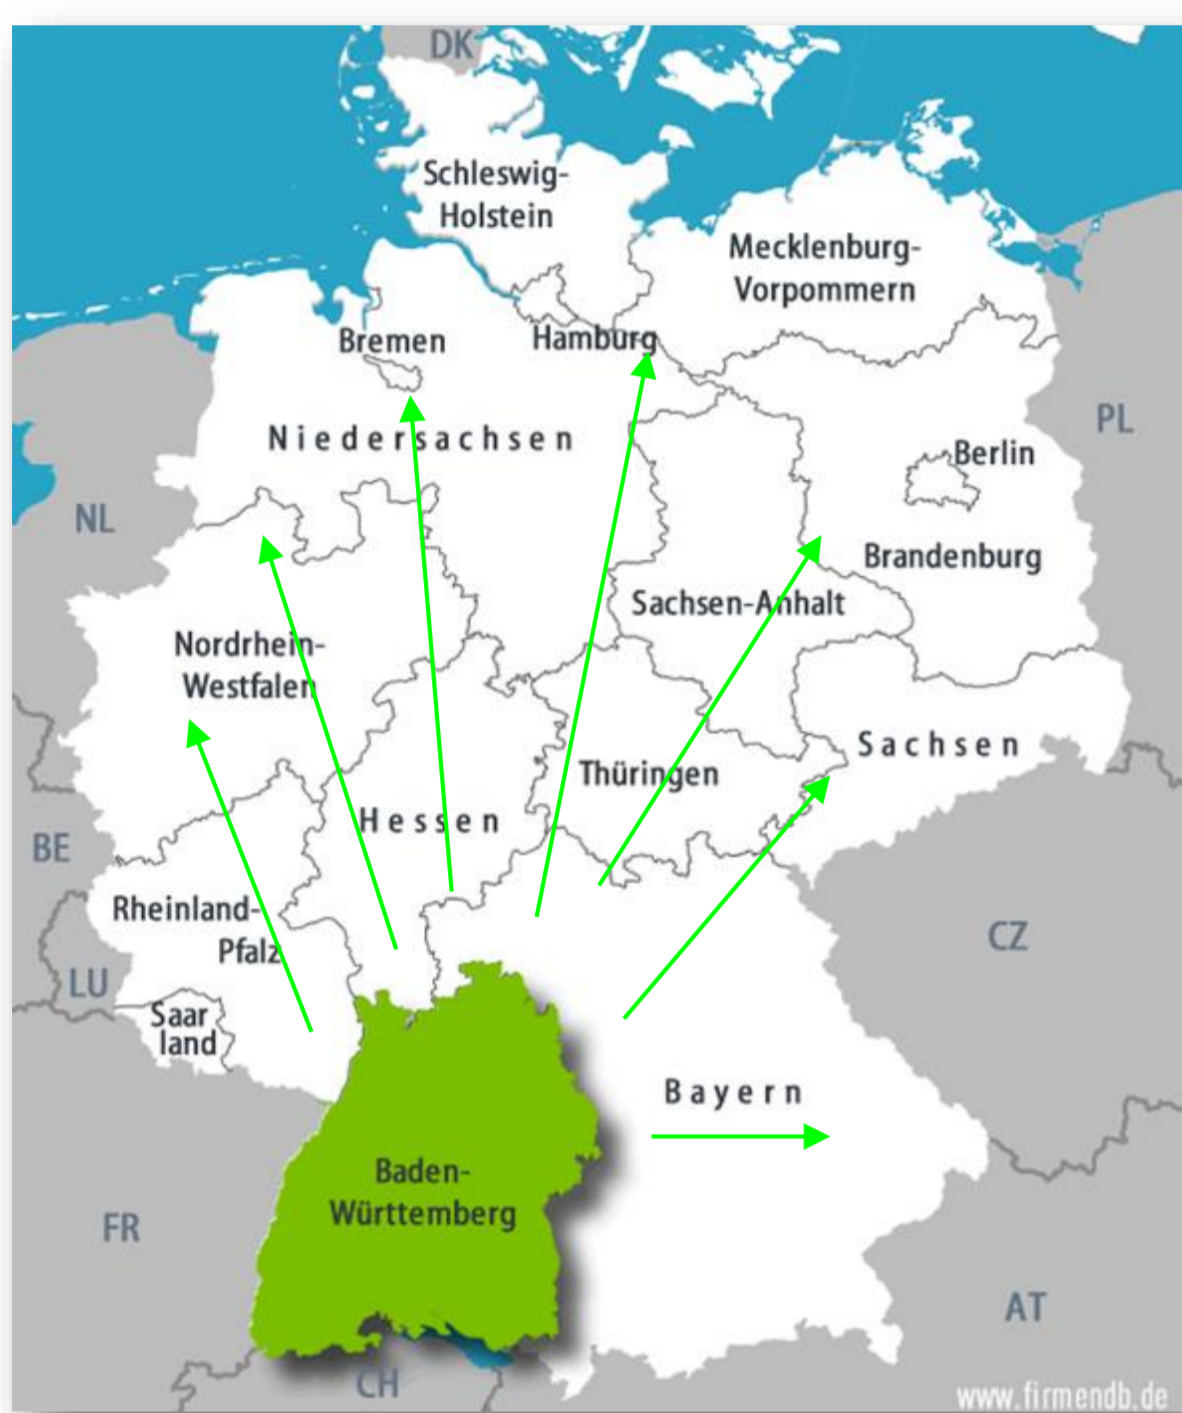 DK
Schleswig-
Holstein
Mecklenburg-
Vorpommern
Bremen
Hamburg
Niedersachsen
PL
Berlin
NL
Brandenburg
Sachsen-Anhalt
Nordrhein-
Westfalen
Sachsen
Thüringen
Hessen
BE
Rheinland-
Pfalz
CZ
LU
Saar
land
Bayern
Baden-
Württemberg
FR
AT
CH
www.firmendb.de